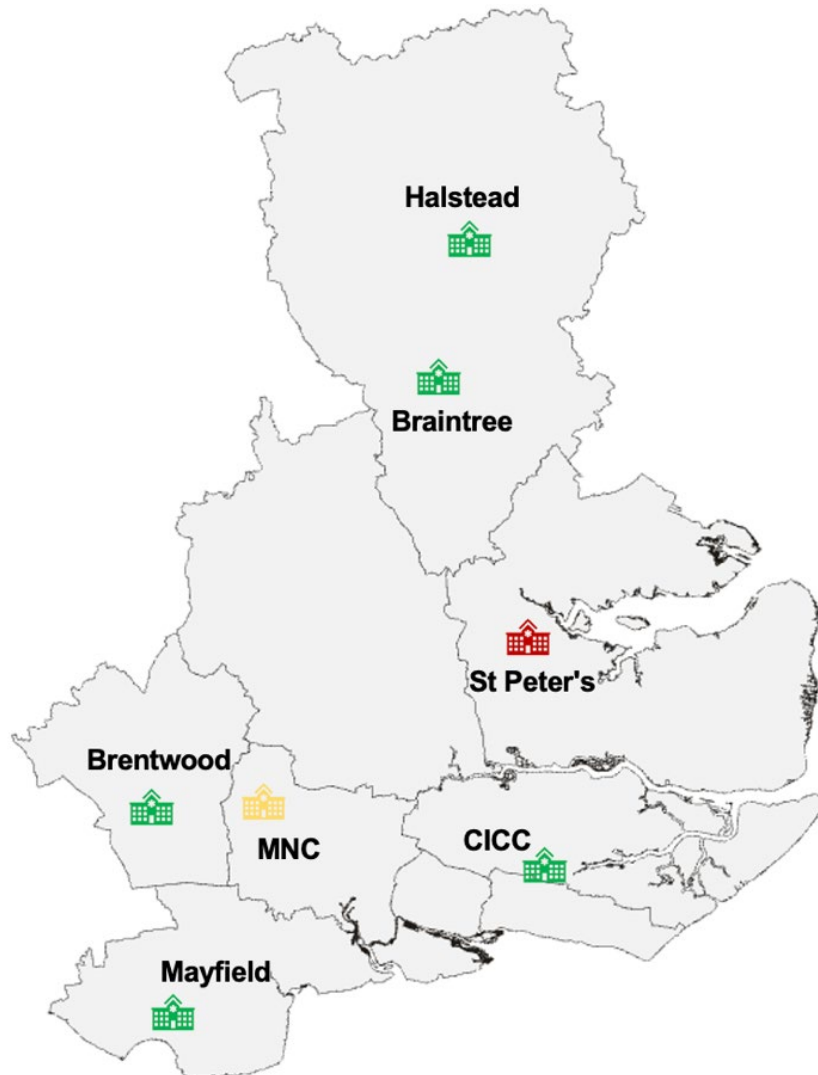 Halstead
Braintree
St Peter's
Brentwood
MNC
CICC
Mayfield